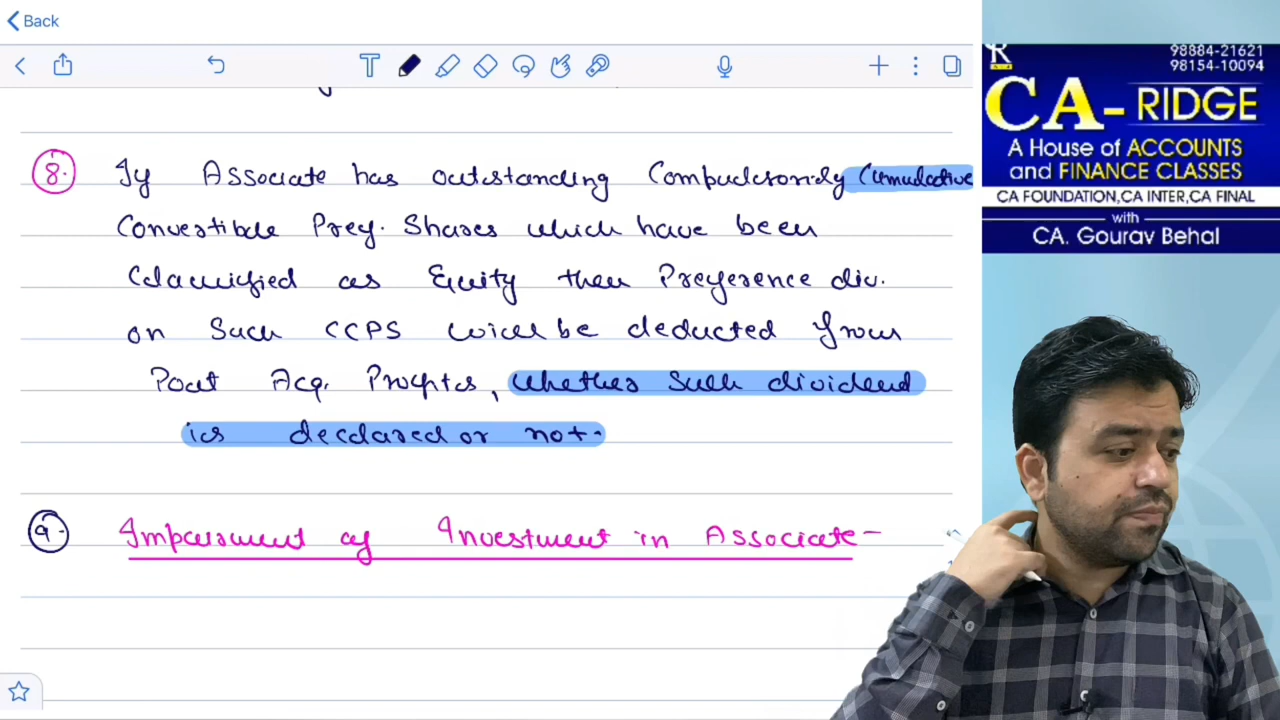 Back
8. If Associate has outstanding Compulsorily Cumulative
Convertible Pref. Shares which have been
Classified as Equity then Preference div.
on Such CCPS will be deducted from
Post Acq. Profits, whether such dividend
is declared or not.
9. Impairment of Investment in Associate-
98884-21621
98154-10094
CA- RIDGE
A House of ACCOUNTS
and FINANCE CLASSES
CA FOUNDATION,CA INTER,CA FINAL
with
CA. Gourav Behal